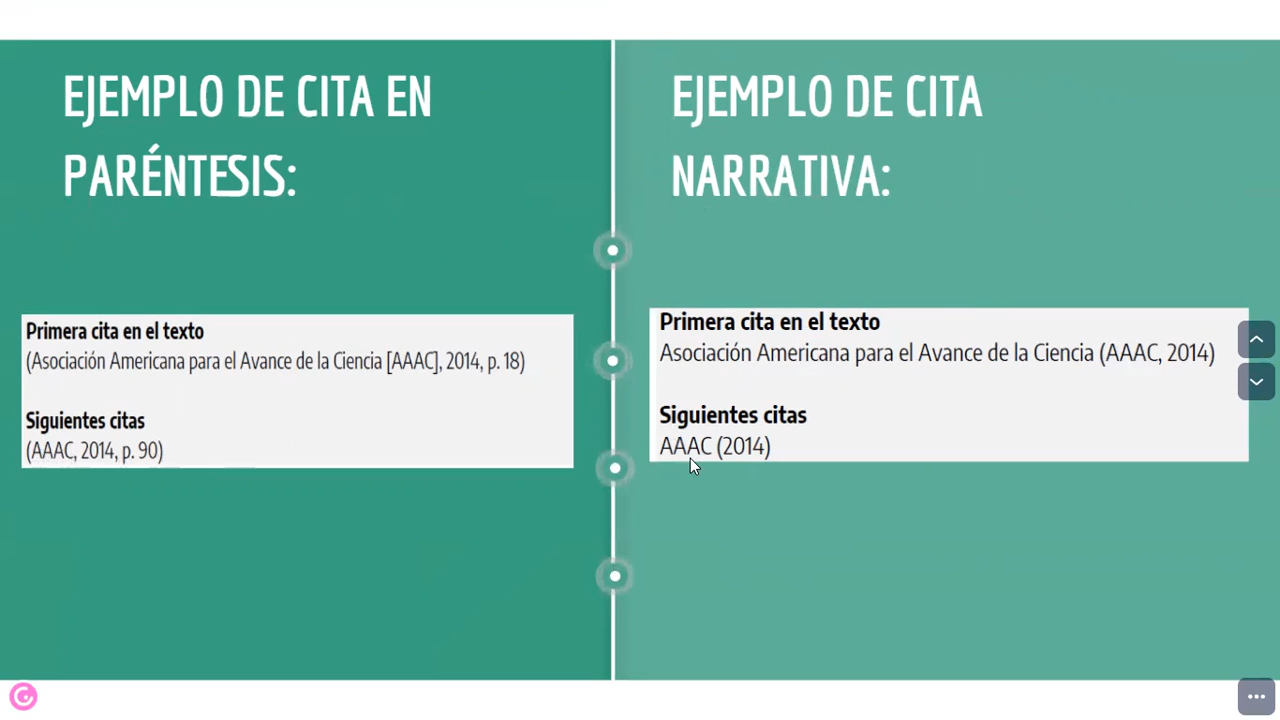 EJEMPLO DE CITA EN
PARÉNTESIS:
Primera cita en el texto
(Asociación Americana para el Avance de la Ciencia [AAAC], 2014, p. 18)
Siguientes citas
(AAAC, 2014, p. 90)
EJEMPLO DE CITA
NARRATIVA:
Primera cita en el texto
Asociación Americana para el Avance de la Ciencia (AAAC, 2014)
Siguientes citas
AAAC (2014)